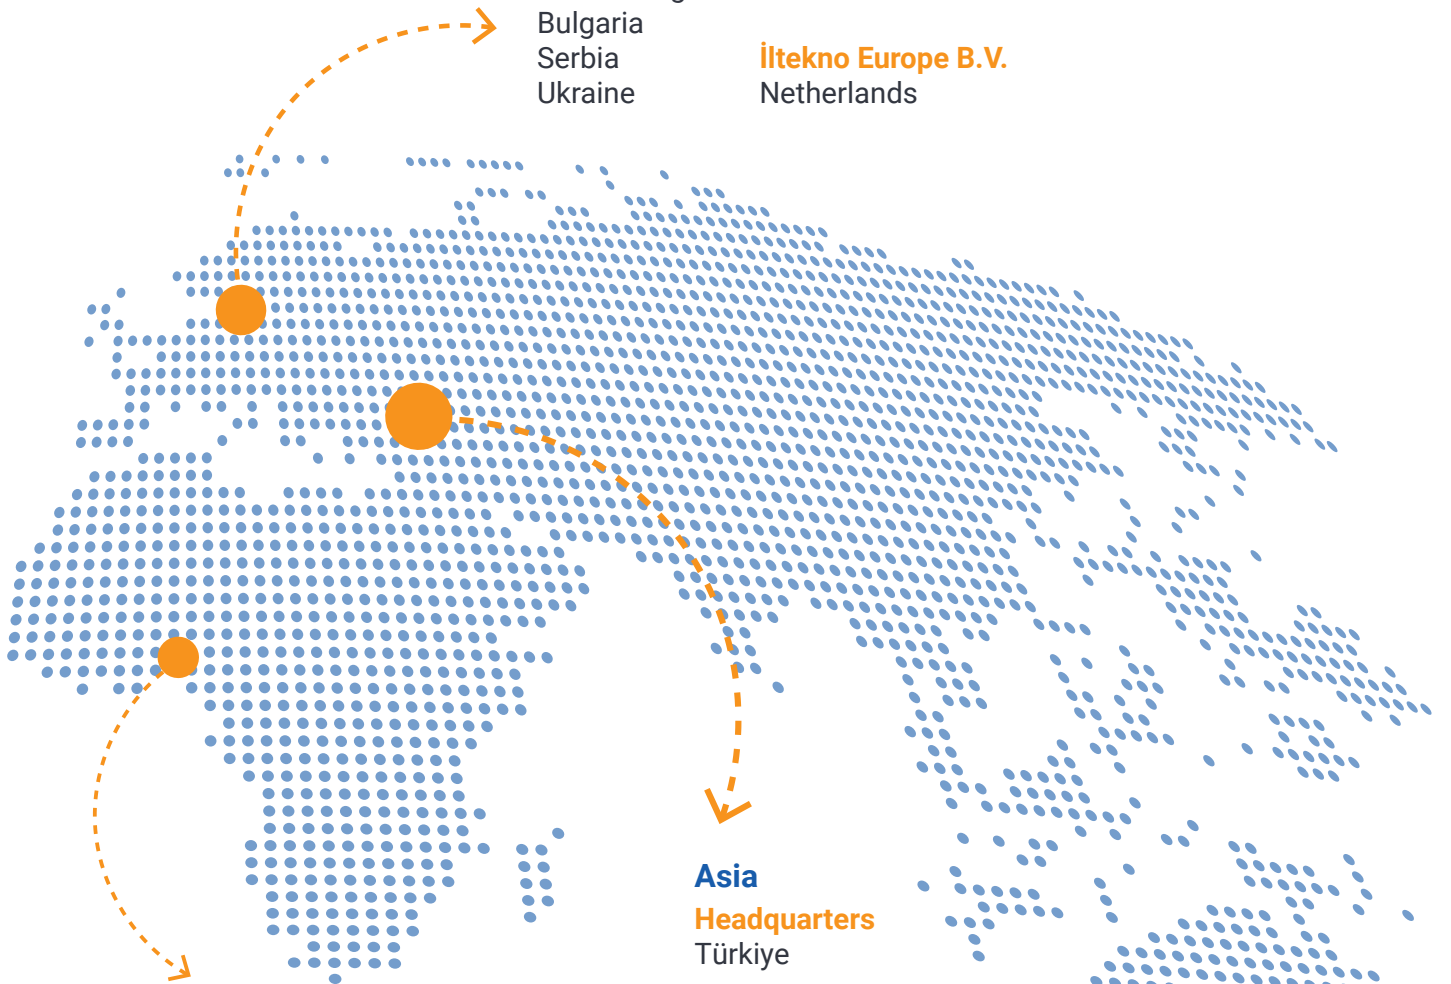 Bulgaria
Serbia
Ukraine
İltekno Europe B.V.
Netherlands
Asia
Headquarters
Türkiye